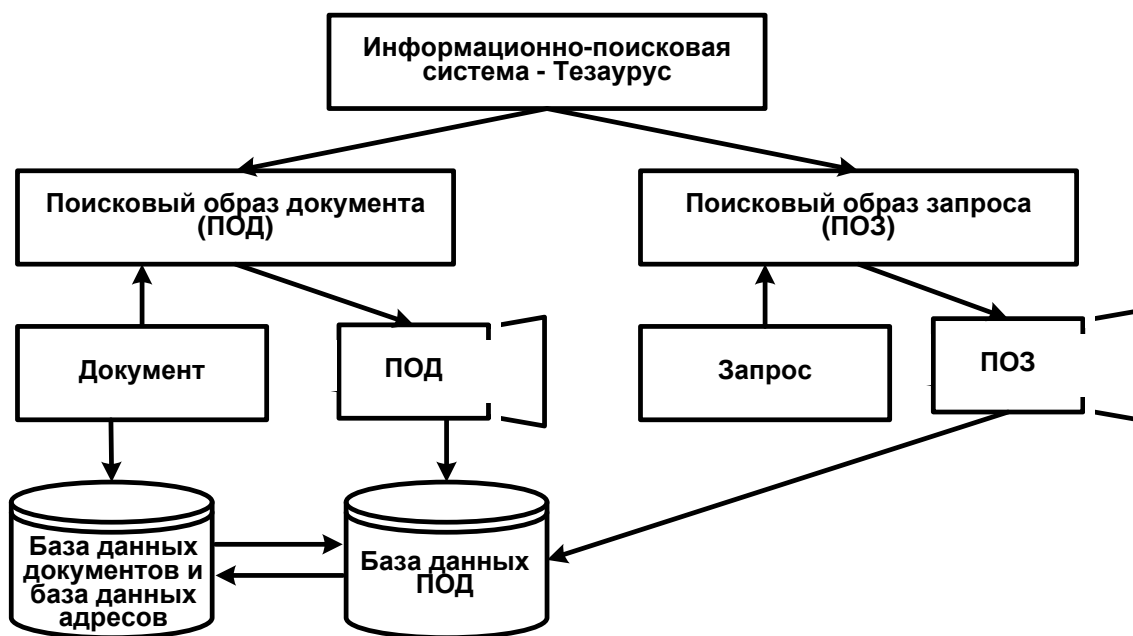 Информационно-поисковая
система - Тезаурус
Поисковый образ документа
(ПОД)
Поисковый образ запроса
(ПОЗ)
Документ
ПОД
Запрос
ПОЗ
База данных
документов и
база данных
адресов
База данных
ПОД